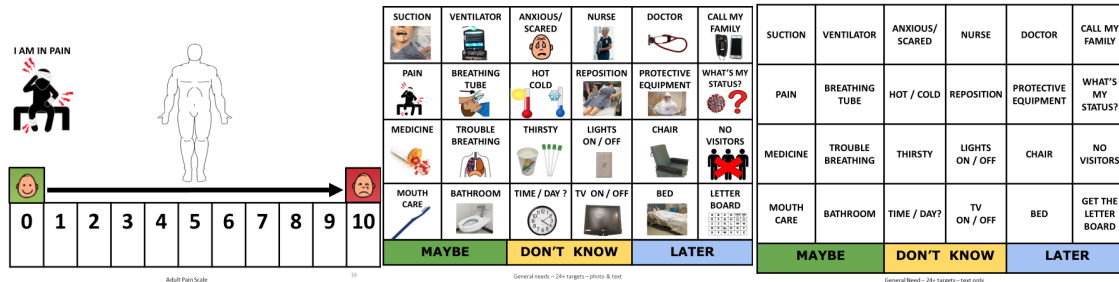 I AM IN PAIN
0 1 2 3 4 5 6 7 8 9 10
Adult Pain Scale
16
SUCTION VENTILATOR ANXIOUS/ SCARED NURSE DOCTOR CALL MY FAMILY
PAIN BREATHING TUBE HOT COLD REPOSITION PROTECTIVE EQUIPMENT WHAT'S MY STATUS?
MEDICINE TROUBLE BREATHING THIRSTY LIGHTS ON / OFF CHAIR NO VISITORS
MOUTH CARE BATHROOM TIME / DAY ? TV ON / OFF BED LETTER BOARD
MAYBE DON'T KNOW LATER
General needs – 24+ targets – photo & text
SUCTION VENTILATOR ANXIOUS/ SCARED NURSE DOCTOR CALL MY FAMILY
PAIN BREATHING TUBE HOT / COLD REPOSITION PROTECTIVE EQUIPMENT WHAT'S MY STATUS?
MEDICINE TROUBLE BREATHING THIRSTY LIGHTS ON / OFF CHAIR NO VISITORS
MOUTH CARE BATHROOM TIME / DAY? TV ON / OFF BED GET THE LETTER BOARD
MAYBE DON'T KNOW LATER
General Need – 24+ targets – text only